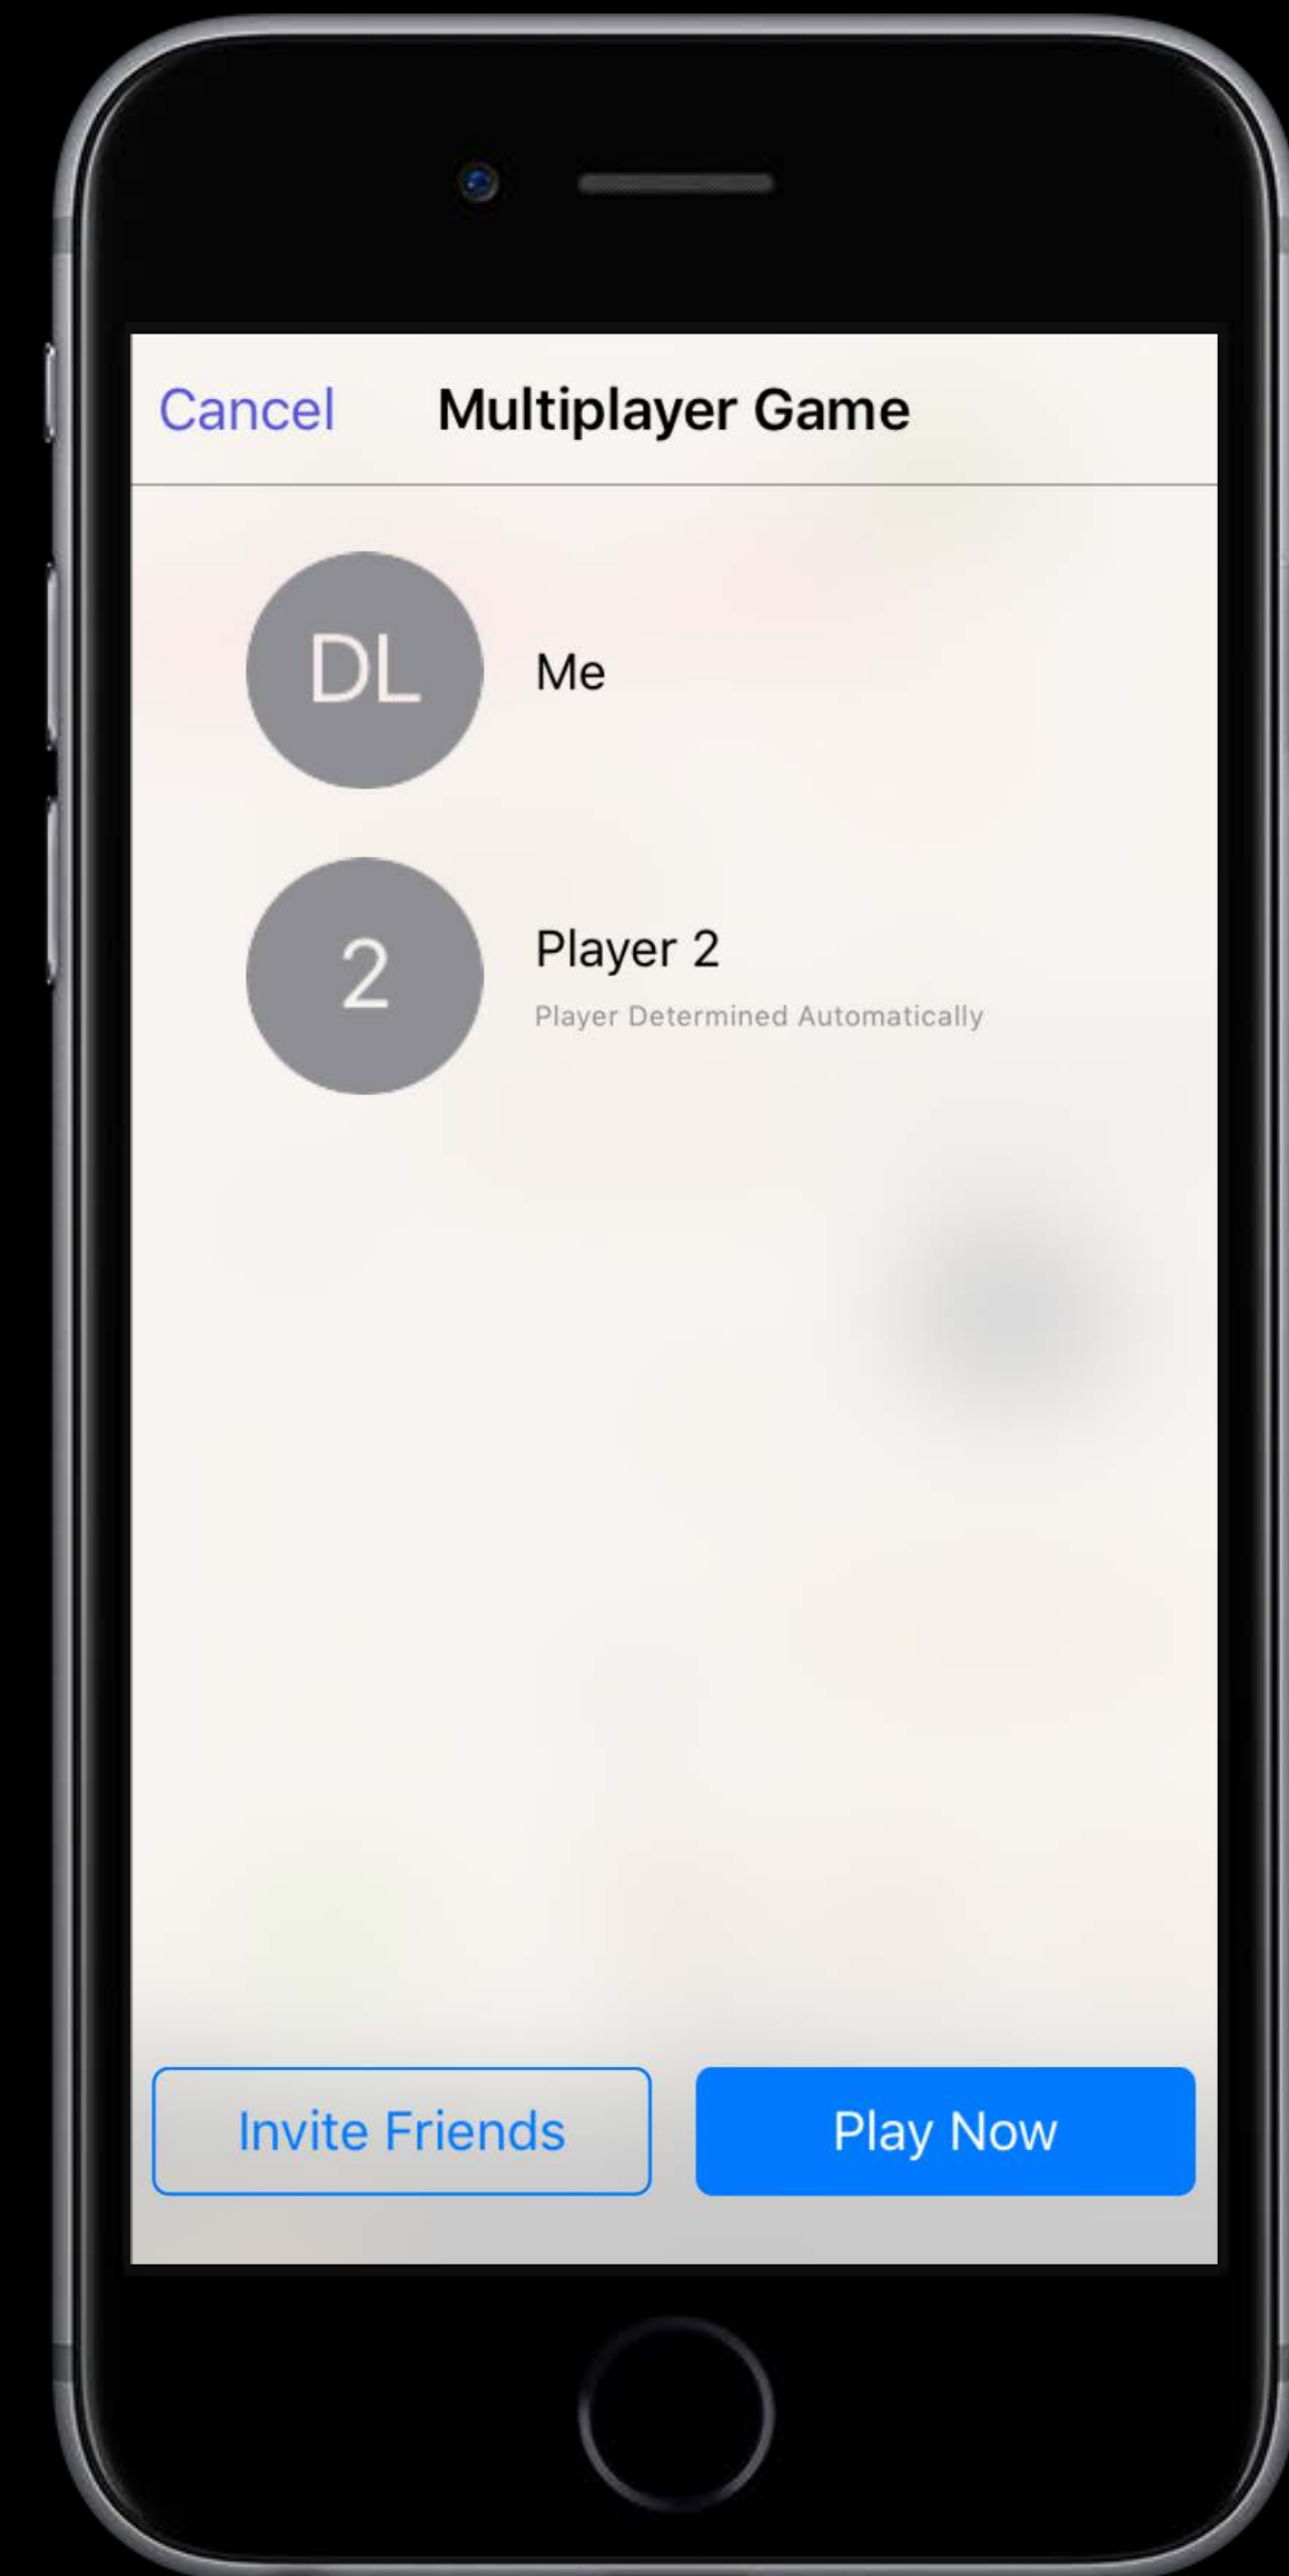 Cancel Multiplayer Game
DL
Me
2
Player 2
Player Determined Automatically
Invite Friends Play Now